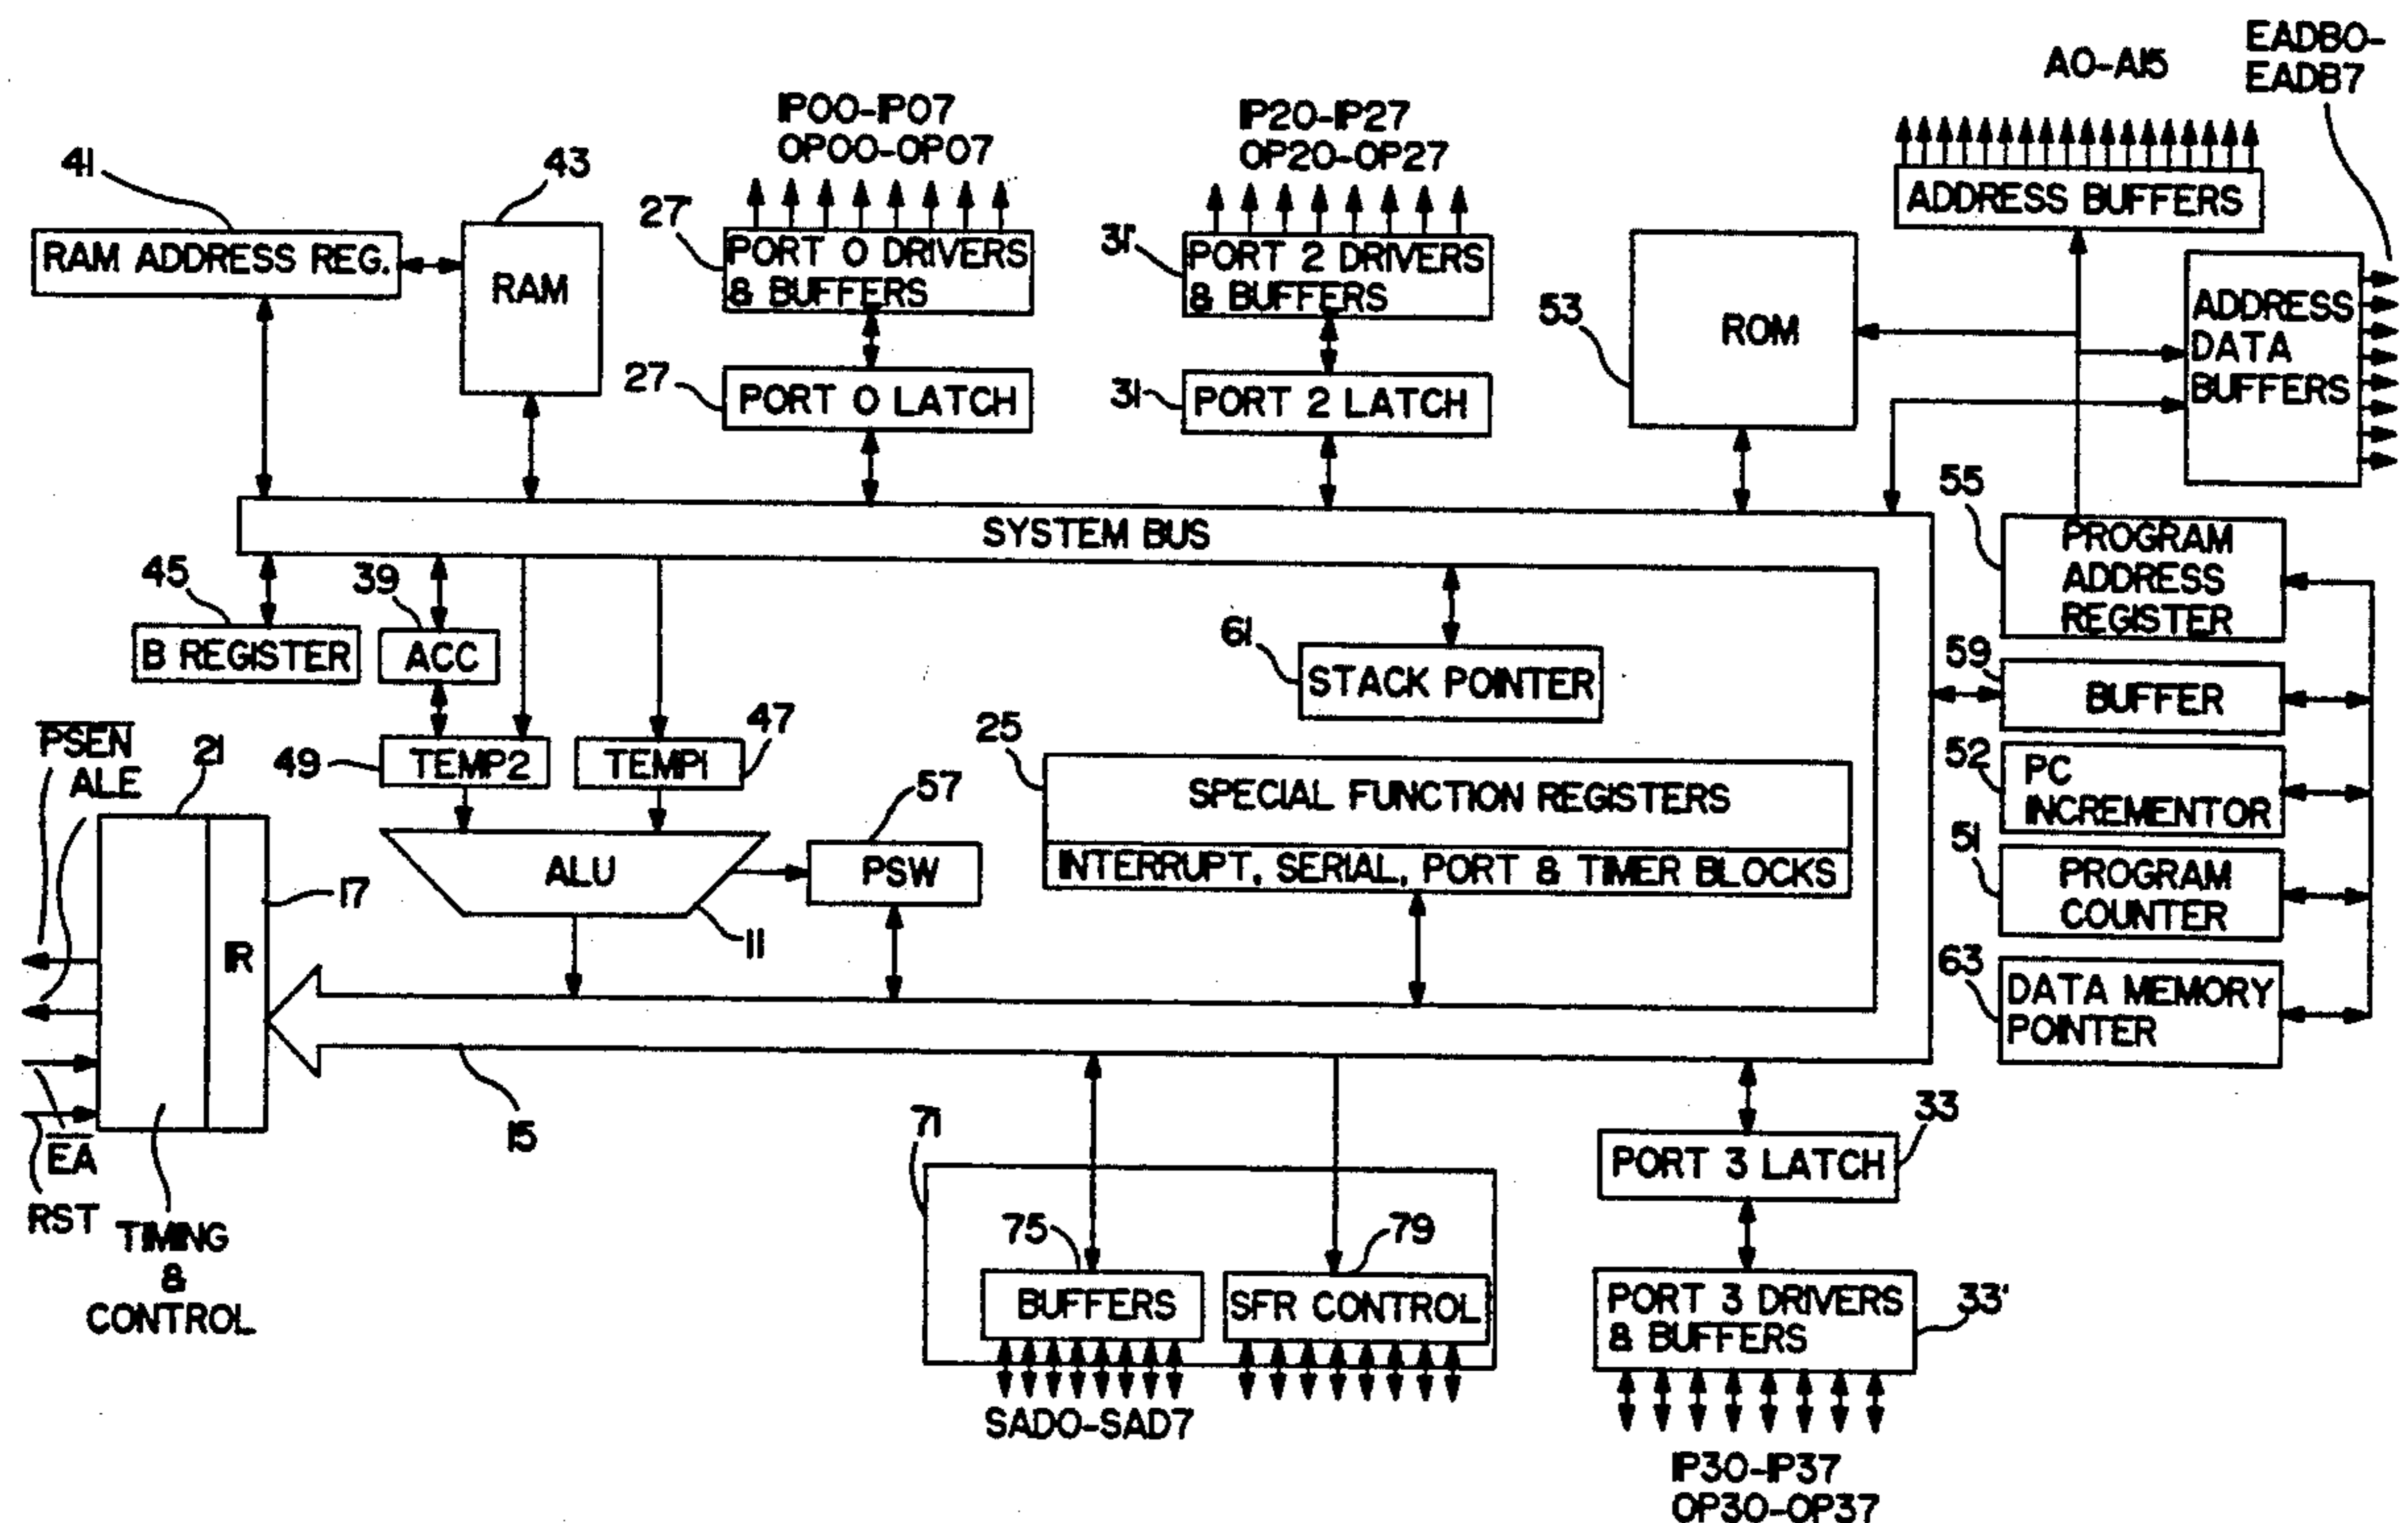 EADB0-
EADB7
A0-A15
IP00-IP07
OP00-OP07
IP20-IP27
OP20-OP27
41
43
27'
31'
53
RAM ADDRESS REG.
RAM
PORT 0 DRIVERS
& BUFFERS
PORT 2 DRIVERS
& BUFFERS
ROM
ADDRESS BUFFERS
ADDRESS
DATA
BUFFERS
27
PORT 0 LATCH
31
PORT 2 LATCH
SYSTEM BUS
55
PROGRAM
ADDRESS
REGISTER
45
B REGISTER
39
ACC
61
STACK POINTER
59
BUFFER
PSEN
ALE
21
49
TEMP2
TEMP1
47
25
SPECIAL FUNCTION REGISTERS
INTERRUPT, SERIAL, PORT & TIMER BLOCKS
52
PC
INCREMENTOR
57
PSW
ALU
11
51
PROGRAM
COUNTER
17
IR
63
DATA MEMORY
POINTER
15
EA
RST
TIMING
&
CONTROL
71
33
PORT 3 LATCH
75
BUFFERS
79
SFR CONTROL
PORT 3 DRIVERS
& BUFFERS
33'
SAD0-SAD7
IP30-IP37
OP30-OP37